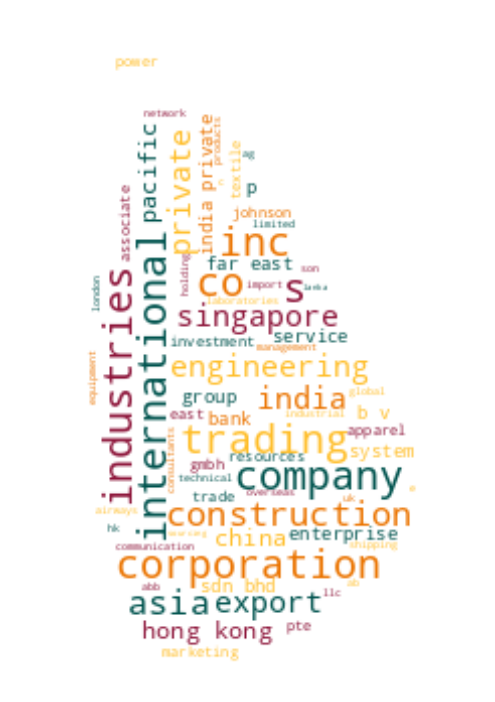 power
network
pacific
private
india private
products
textile
ag
p
associate
johnson
limited
inc
international
industries
far east
son
holding
co
import
s
lanka
london
laboratories
singapore
service
investment
management
equipment
engineering
group
india
global
east
bank
industrial
b v
apparel
trading
consultants
resources
system
gmbh
technical
company
trade
overseas
uk
e
airways
construction
hk
china
enterprise
communication
shipping
corporation
abb
sdn bhd
ab
llc
asia
export
hong kong
pte
marketing